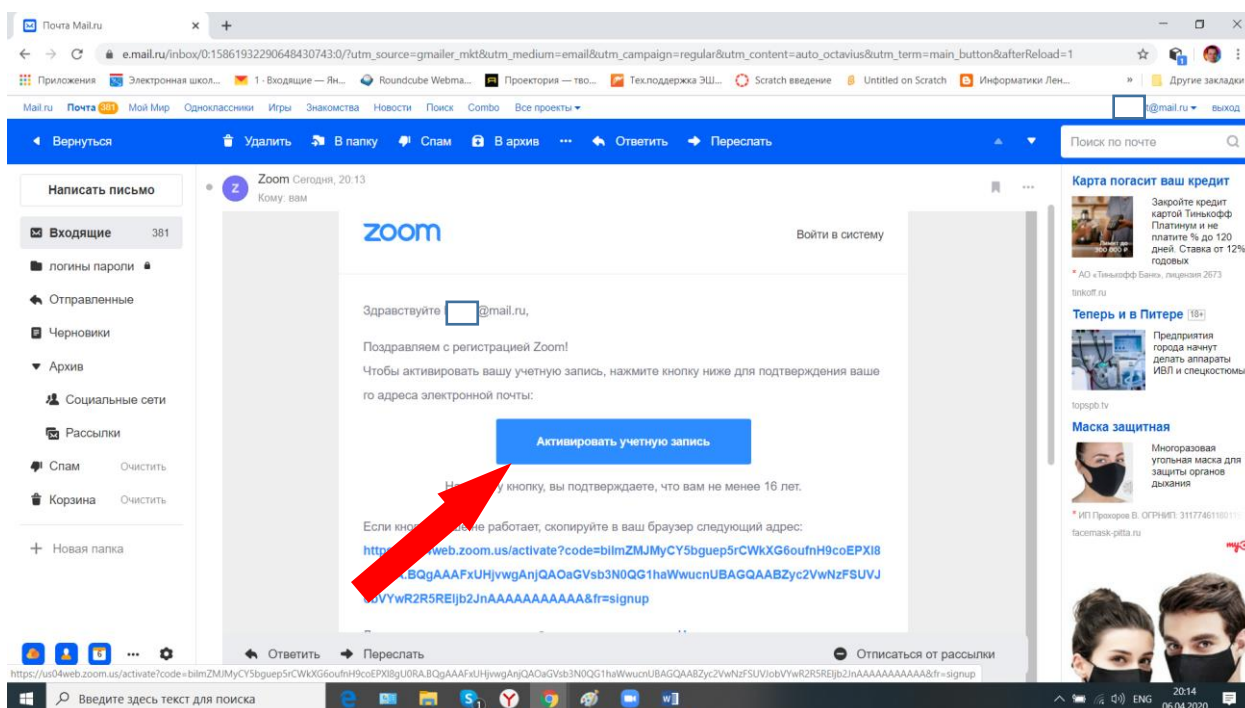 Почта Mail.ru
e.mail.ru/inbox/0:15861932290648430743:0/?utm_source=gmailer_mkt&utm_medium=email&utm_campaign=regular&utm_content=auto_octavius&utm_term=main_button&afterReload=1
Приложения Электронная школ... 1 · Входящие — Ян... Roundcube Webma... Проектория — тво... Тех.поддержка ЭШ... Scratch введение Untitled on Scratch Информатики Лен... » Другие закладки
Mail.ru Почта 381 Мой Мир Одноклассники Игры Знакомства Новости Поиск Combo Все проекты t@mail.ru выход
Вернуться Удалить В папку Спам В архив ... Ответить Переслать Поиск по почте
Написать письмо
Входящие 381
логины пароли
Отправленные
Черновики
Архив
Социальные сети
Рассылки
Спам Очистить
Корзина Очистить
+ Новая папка
Z Zoom Сегодня, 20:13
Кому: вам
zoom Войти в систему
Здравствуйте @mail.ru,
Поздравляем с регистрацией Zoom!
Чтобы активировать вашу учетную запись, нажмите кнопку ниже для подтверждения ваше
го адреса электронной почты:
Активировать учетную запись
кнопку, вы подтверждаете, что вам не менее 16 лет.
Если не работает, скопируйте в ваш браузер следующий адрес:
web.zoom.us/activate?code=bilmZMJMyCY5bguep5rCWkXG6oufnH9coEPXI8
.BQgAAAFxUHjvwgAnjQAOaGVsb3N0QG1haWwucnUBAGQAABZyc2VwNzFSUVJ
VYwR2R5REljb2JnAAAAAAAAAAA&fr=signup
Ответить Переслать Отписаться от рассылки
Карта погасит ваш кредит
Закройте кредит
картой Тинькофф
Платинум и не
платите % до 120
дней. Ставка от 12%
годовых
* АО «Тинькофф Банк», лицензия 2673
tinkoff.ru
Теперь и в Питере 18+
Предприятия
города начнут
делать аппараты
ИВЛ и спецкостюмы
topspb.tv
Маска защитная
Многоразовая
угольная маска для
защиты органов
дыхания
* ИП Прохоров В. ОГРНИП:
facemask-pitta.ru
https://us04web.zoom.us/activate?code=bilmZMJMyCY5bguep5rCWkXG6oufnH9coEPXI8gU0RA.BQgAAAFxUHjvwgAnjQAOaGVsb3N0QG1haWwucnUBAGQAABZyc2VwNzFSUVJobVYwR2R5REljb2JnAAAAAAAAAAA&fr=signup
Введите здесь текст для поиска ENG 20:14
06.04.2020